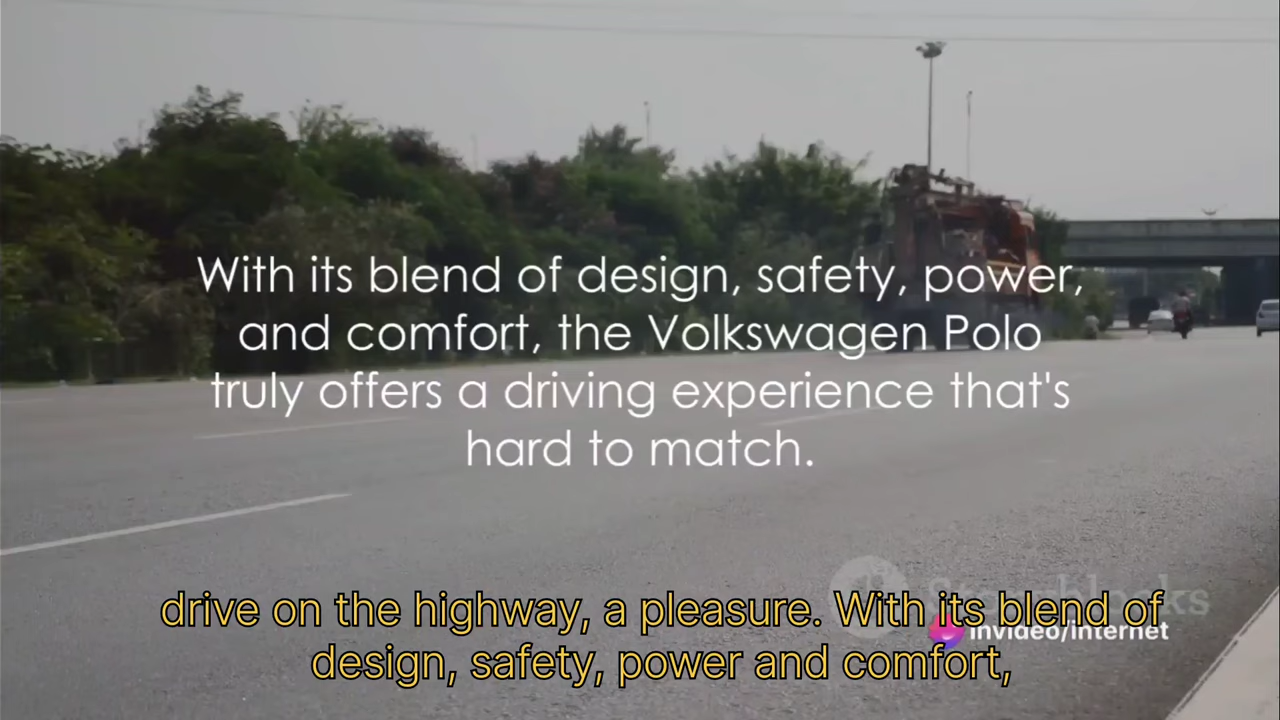 With its blend of design, safety, power,
and comfort, the Volkswagen Polo
truly offers a driving experience that's
hard to match.
Storyblocks
drive on the highway, a pleasure. With its blend of
invideo/internet
design, safety, power and comfort,